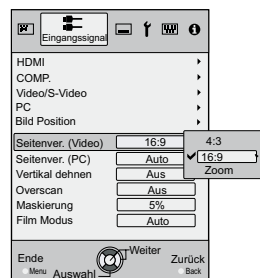 Eingangssignal
HDMI
COMP.
Video/S-Video
PC
Bild Position
Seitenver. (Video) 16:9
Seitenver. (PC) Auto
Vertikal dehnen Aus
Overscan Aus
Maskierung 5%
Film Modus Auto
4:3
16:9
Zoom
Ende Weiter Zurück
Menu Auswahl Back